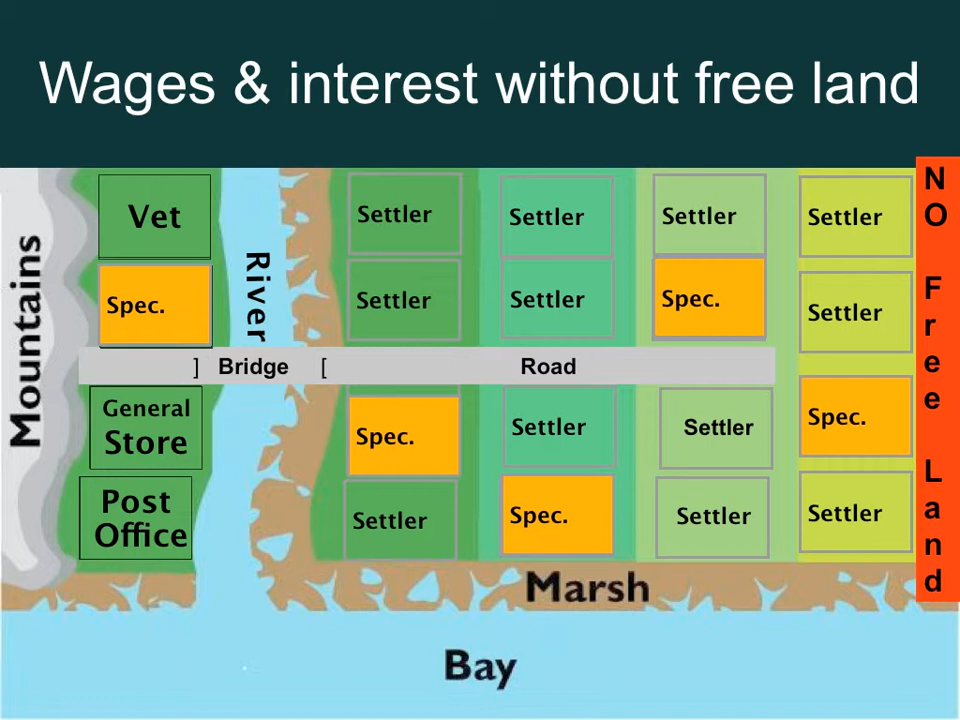 Wages & interest without free land
Mountains
Vet
Spec.
River
Settler
Settler
Settler
Settler
Settler
Settler
Spec.
Settler
Settler
] Bridge [
Road
General
Store
Post
Office
Spec.
Settler
Settler
Spec.
Settler
Settler
Spec.
Settler
NO Free Land
Marsh
Bay